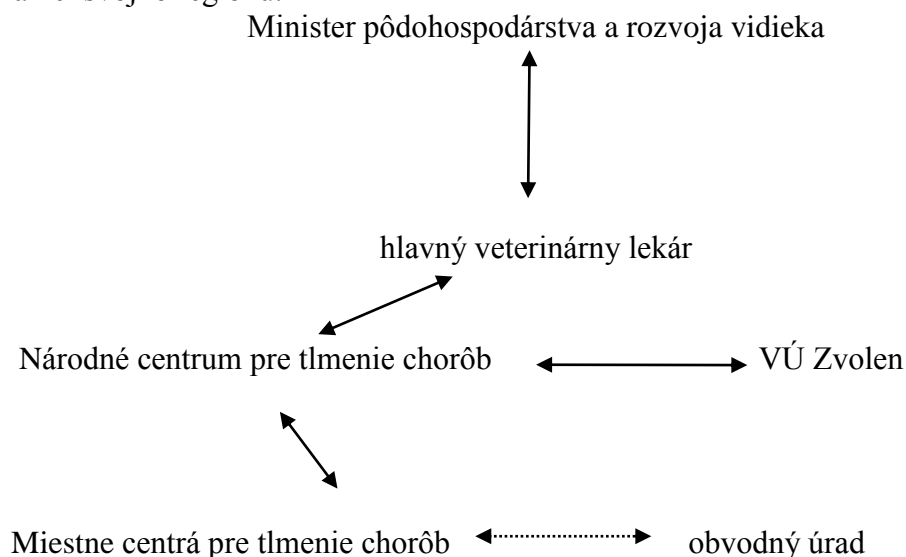 Minister pôdohospodárstva a rozvoja vidieka
hlavný veterinárny lekár
Národné centrum pre tlmenie chorôb VÚ Zvolen
Miestne centrá pre tlmenie chorôb obvodný úrad